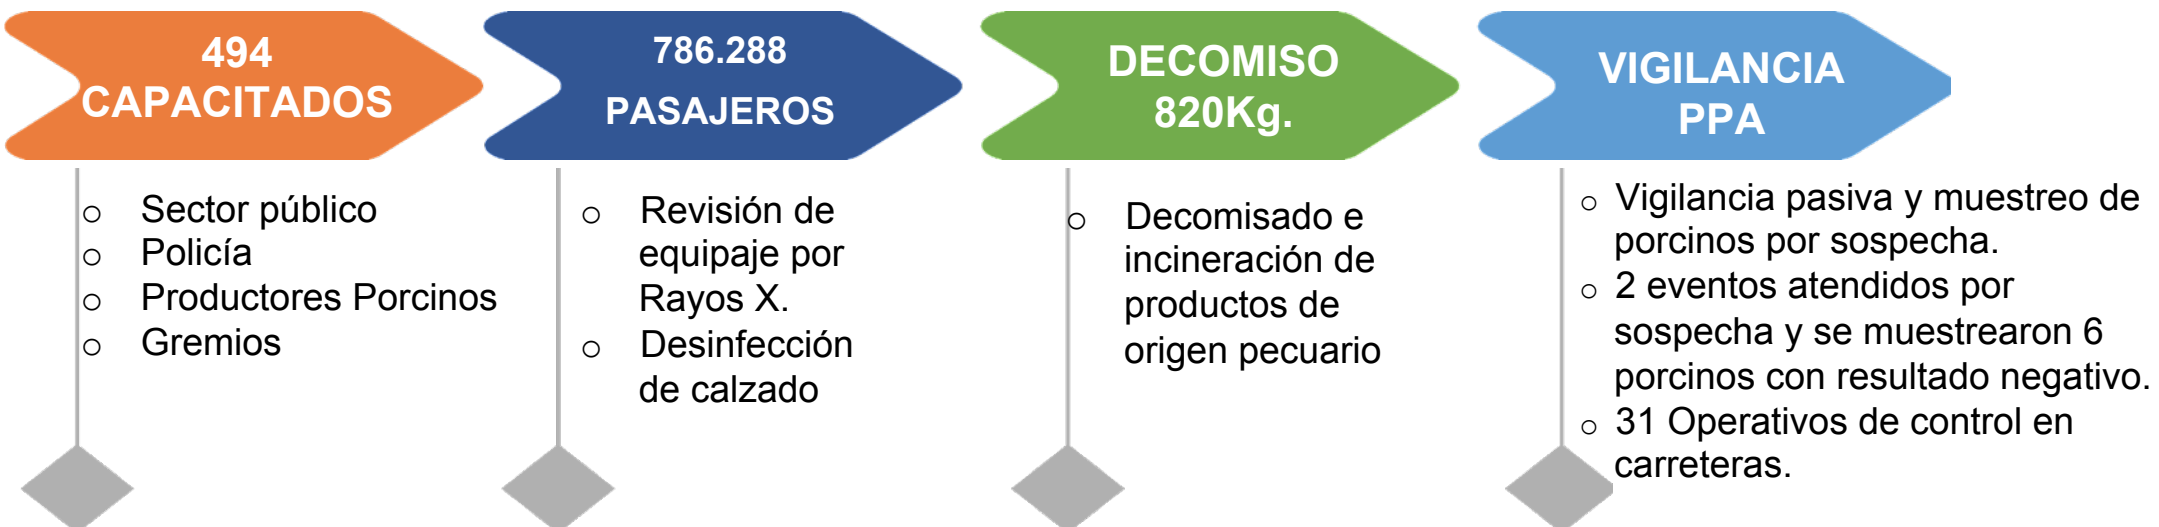 494
CAPACITADOS
○ Sector público
○ Policía
○ Productores Porcinos
○ Gremios
786.288
PASAJEROS
○ Revisión de
equipaje por
Rayos X.
○ Desinfección
de calzado
DECOMISO
820Kg.
○ Decomisado e
incineración de
productos de
origen pecuario
VIGILANCIA
PPA
○ Vigilancia pasiva y muestreo de
porcinos por sospecha.
○ 2 eventos atendidos por
sospecha y se muestrearon 6
porcinos con resultado negativo.
○ 31 Operativos de control en
carreteras.